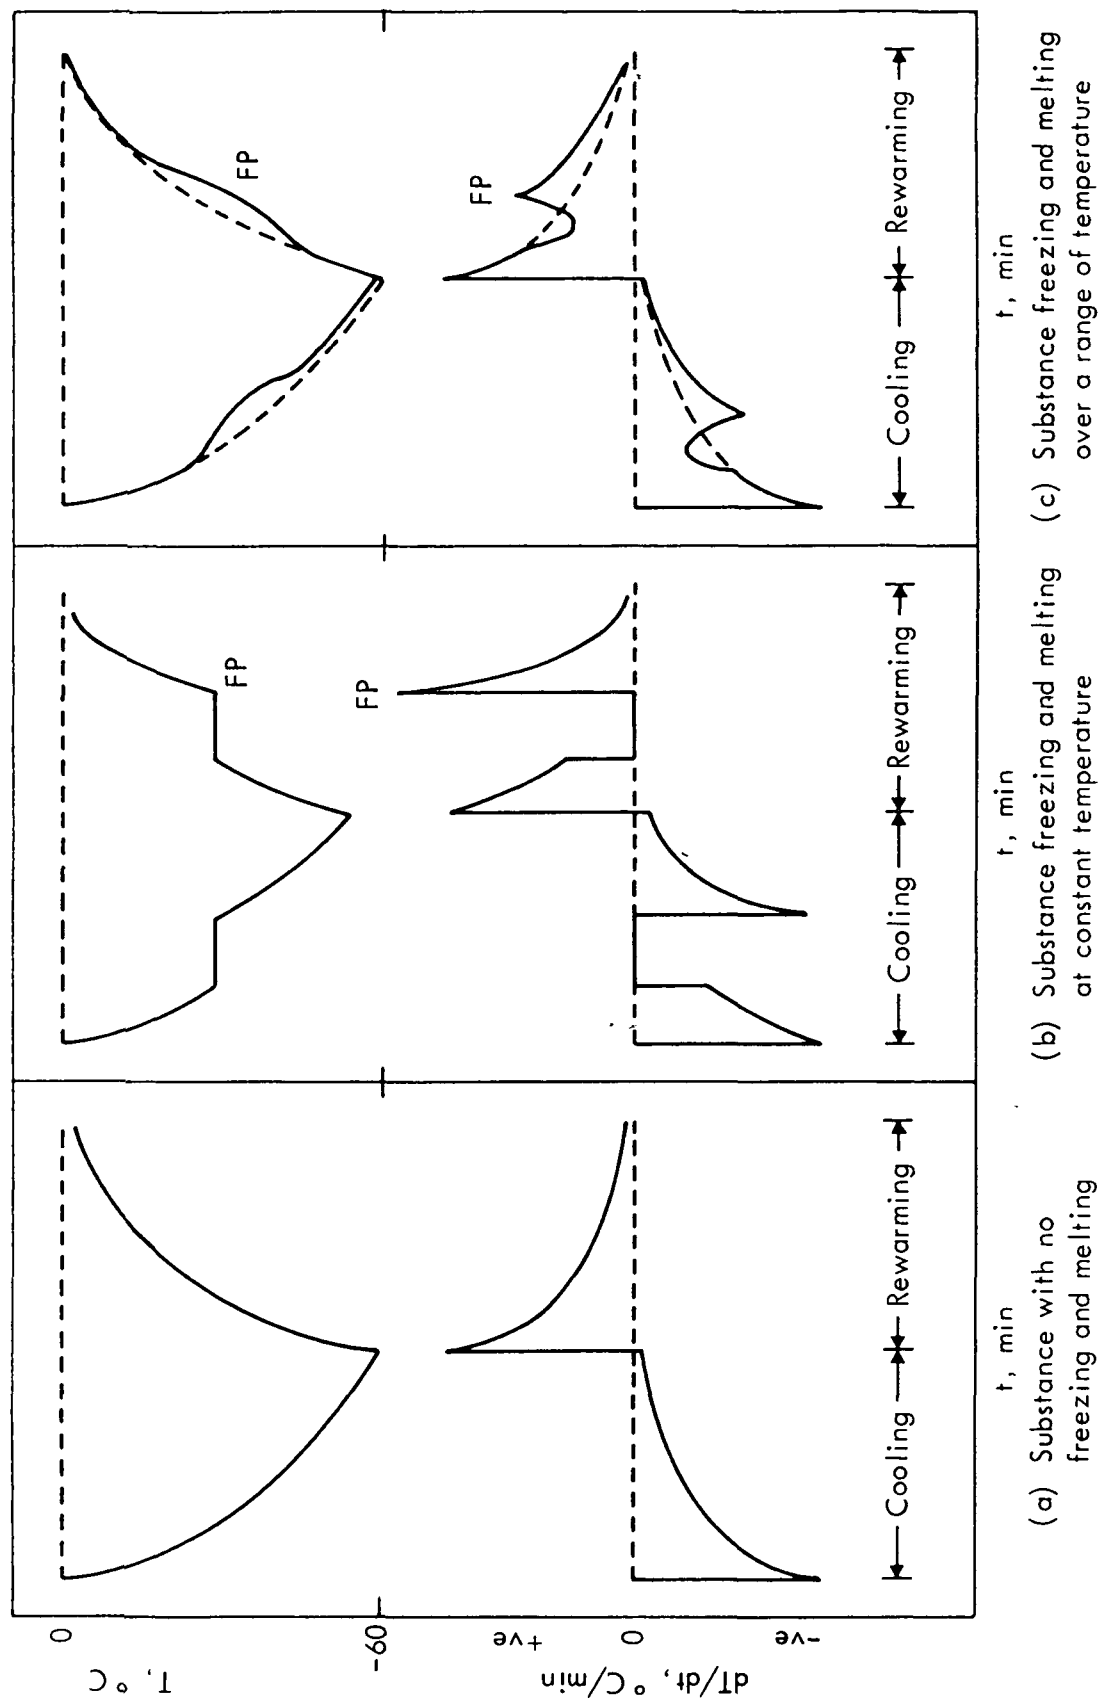 T, °C
0
-60
FP
FP
dT/dt, °C/min
+ve
0
-ve
FP
FP
Cooling
Rewarming
Cooling
Rewarming
Cooling
Rewarming
t, min
t, min
t, min
(a) Substance with no
freezing and melting
(b) Substance freezing and melting
at constant temperature
(c) Substance freezing and melting
over a range of temperature